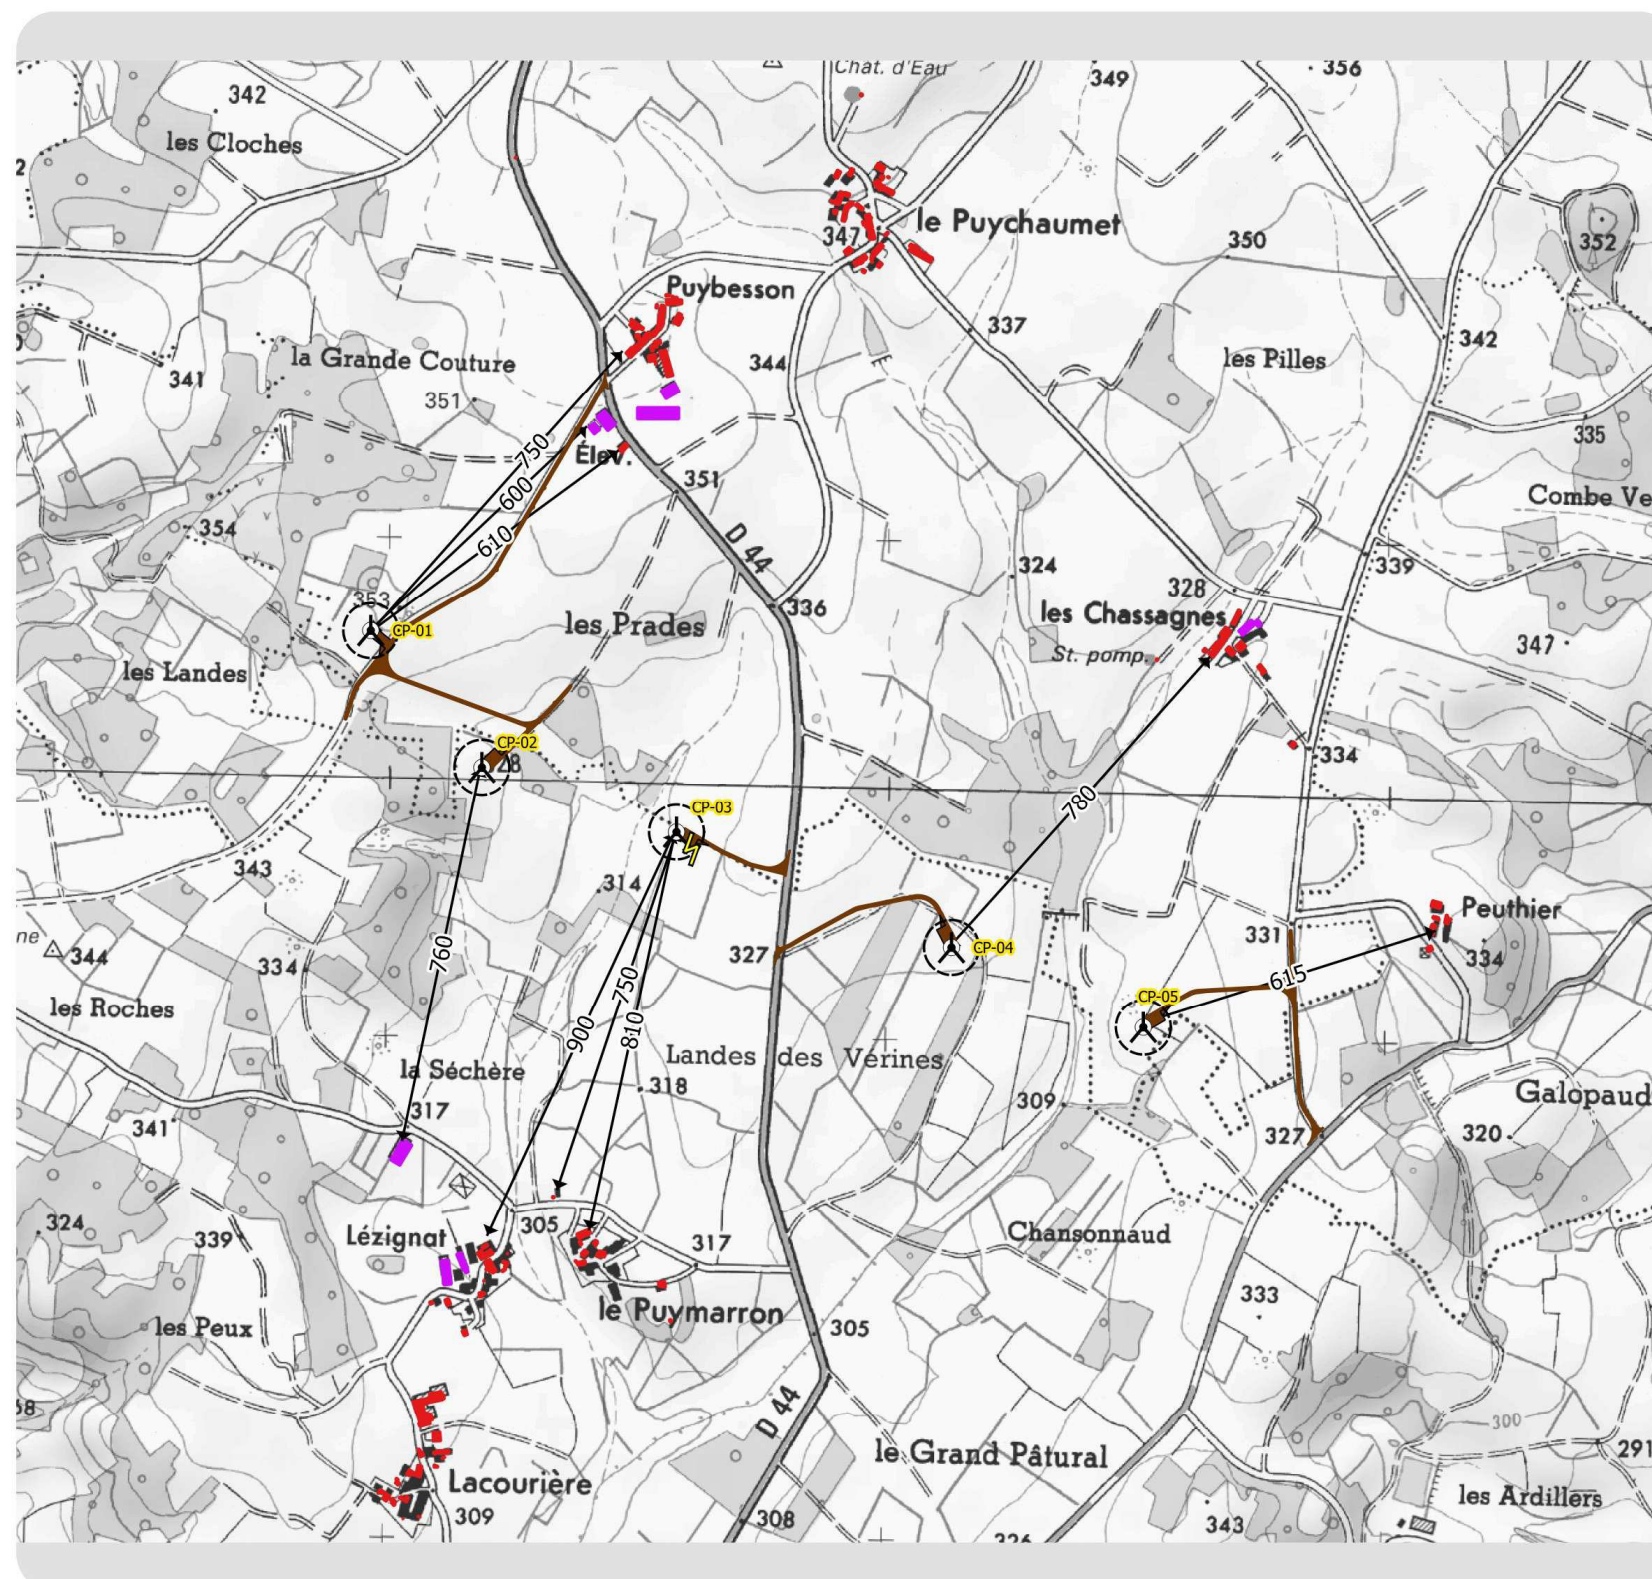 Chat. d'Eau
349
356
342
les Cloches
2
le Puychaumet
347
350
352
Puybesson
337
342
344
la Grande Couture
les Pilles
341
351
335
750
Élev.
351
600
Combe Ve
354
610
D 44
324
339
353
328
336
les Chassagnes
CP-01
les Prades
347
St. pomp.
les Landes
CP-02
28
334
780
CP-03
343
314
Peuthier
ne
344
760
327
CP-04
331
334
334
615
les Roches
750
CP-05
900
810
Landes des Vérines
la Séchère
318
Galopaud
317
309
341
327
320
324
339
Lézignat
305
317
Chansonnaud
333
les Peux
le Puymarron
305
68
D 44
300
291
le Grand Pâtural
Lacourière
les Ardillers
309
308
326
343